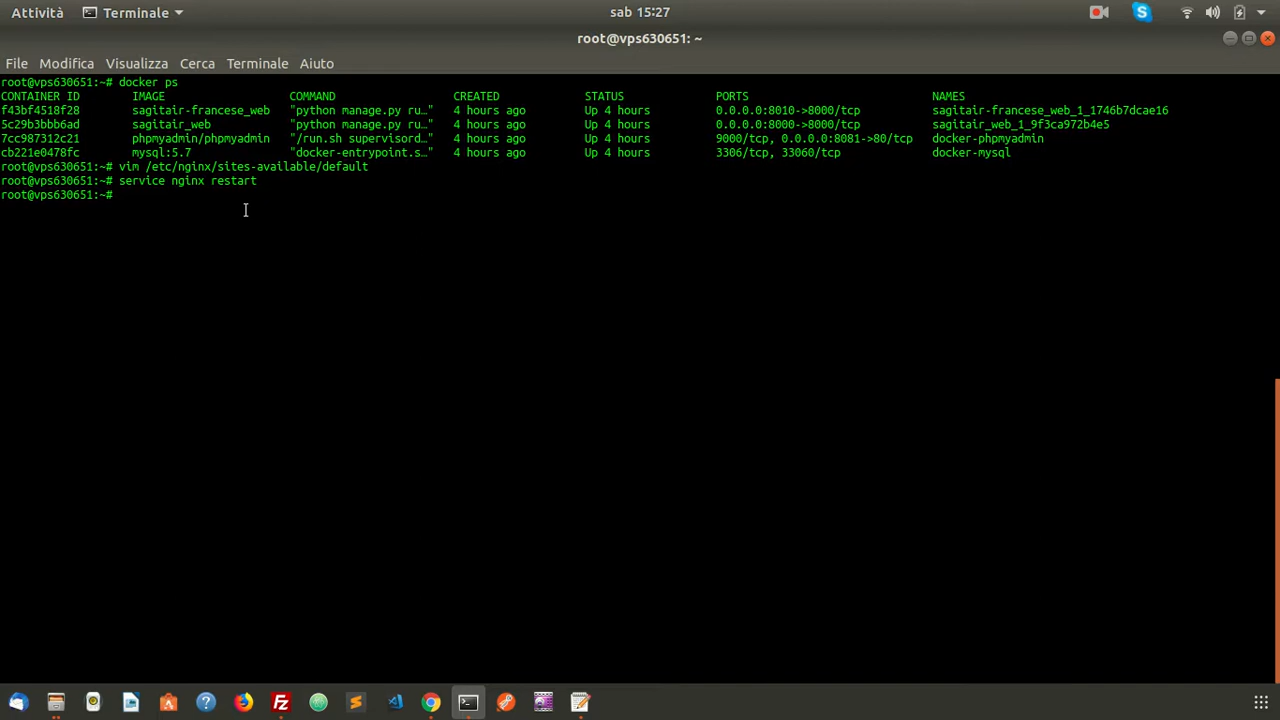 Attività Terminale sab 15:27
root@vps630651: ~
File Modifica Visualizza Cerca Terminale Aiuto
root@vps630651:~# docker ps
CONTAINER ID IMAGE COMMAND CREATED STATUS PORTS NAMES
f43bf4518f28 sagitair-francese_web "python manage.py ru…" 4 hours ago Up 4 hours 0.0.0.0:8010->8000/tcp sagitair-francese_web_1_1746b7dcae16
5c29b3bbb6ad sagitair_web "python manage.py ru…" 4 hours ago Up 4 hours 0.0.0.0:8000->8000/tcp sagitair_web_1_9f3ca972b4e5
7cc987312c21 phpmyadmin/phpmyadmin "/run.sh supervisord…" 4 hours ago Up 4 hours 9000/tcp, 0.0.0.0:8081->80/tcp docker-phpmyadmin
cb221e0478fc mysql:5.7 "docker-entrypoint.s…" 4 hours ago Up 4 hours 3306/tcp, 33060/tcp docker-mysql
root@vps630651:~# vim /etc/nginx/sites-available/default
root@vps630651:~# service nginx restart
root@vps630651:~#